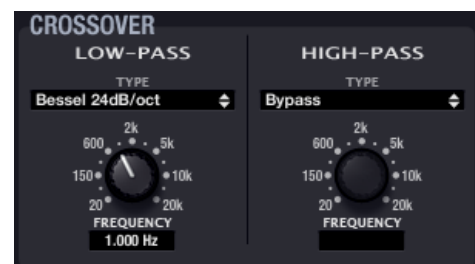 CROSSOVER
LOW-PASS
TYPE
Bessel 24dB/oct
2k
600
5k
150
10k
20
20k
FREQUENCY
1.000 Hz
HIGH-PASS
TYPE
Bypass
2k
600
5k
150
10k
20
20k
FREQUENCY